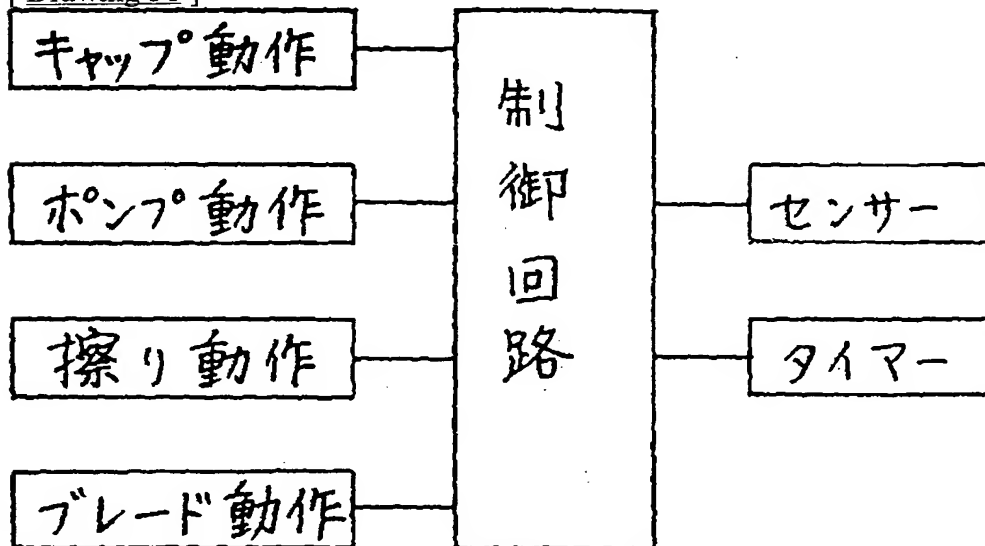 キャップ動作
ポンプ動作
擦り動作
ブレード動作
制御回路
センサー
タイマー